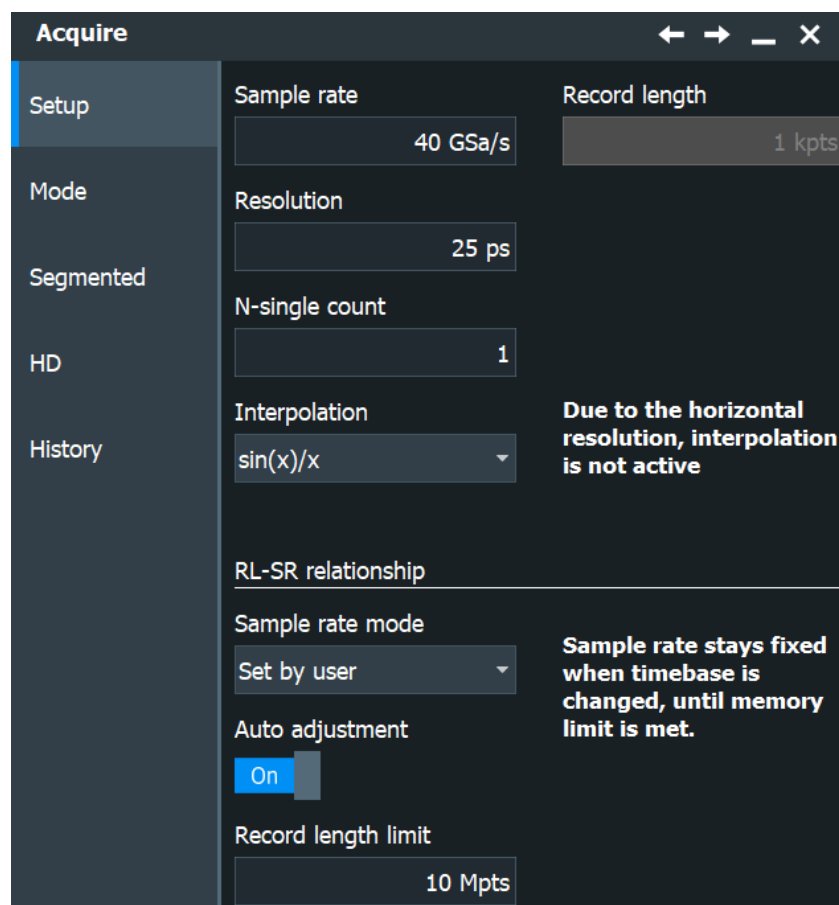 Acquire
Setup
Mode
Segmented
HD
History
Sample rate
40 GSa/s
Record length
1 kpts
Resolution
25 ps
N-single count
1
Interpolation
sin(x)/x
Due to the horizontal
resolution, interpolation
is not active
RL-SR relationship
Sample rate mode
Set by user
Sample rate stays fixed
when timebase is
changed, until memory
limit is met.
Auto adjustment
On
Record length limit
10 Mpts